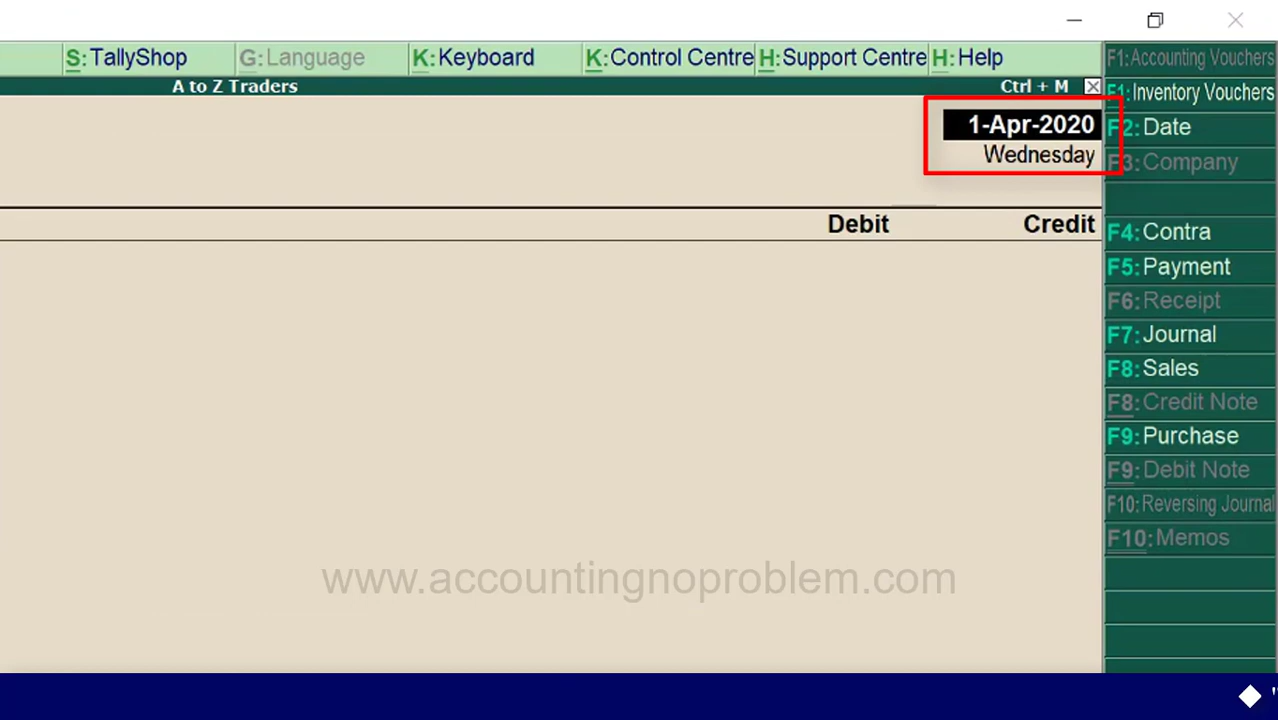 S: TallyShop G: Language K: Keyboard K: Control Centre H: Support Centre H: Help
A to Z Traders Ctrl + M
1-Apr-2020
Wednesday
Debit Credit
F1: Accounting Vouchers
F1: Inventory Vouchers
F2: Date
F3: Company
F4: Contra
F5: Payment
F6: Receipt
F7: Journal
F8: Sales
F8: Credit Note
F9: Purchase
F9: Debit Note
F10: Reversing Journal
F10: Memos
www.accountingnoproblem.com